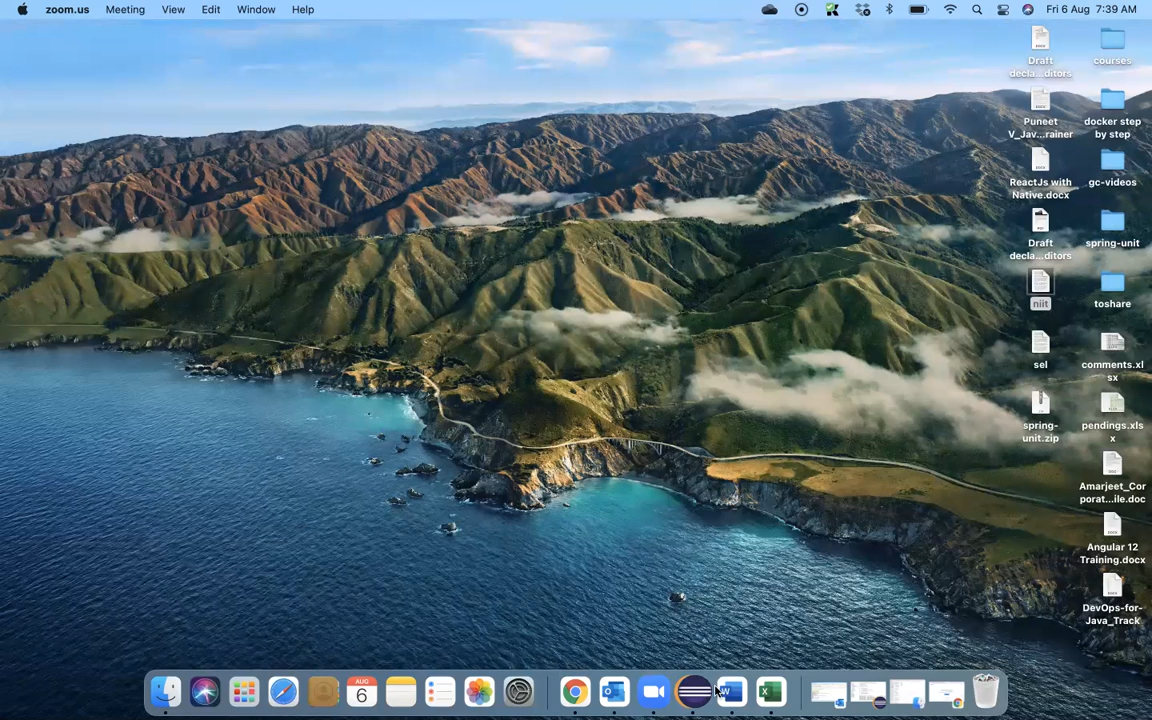 zoom.us Meeting View Edit Window Help Fri 6 Aug 7:39 AM
Draft
decla...ditors
courses
Puneet
V_Jav...rainer
docker step
by step
ReactJs with
Native.docx
gc-videos
Draft
decla...ditors
spring-unit
niit
toshare
sel
comments.xl
sx
spring-
unit.zip
pendings.xls
x
Amarjeet_Cor
porat...ile.doc
Angular 12
Training.docx
DevOps-for-
Java_Track
AUG
6